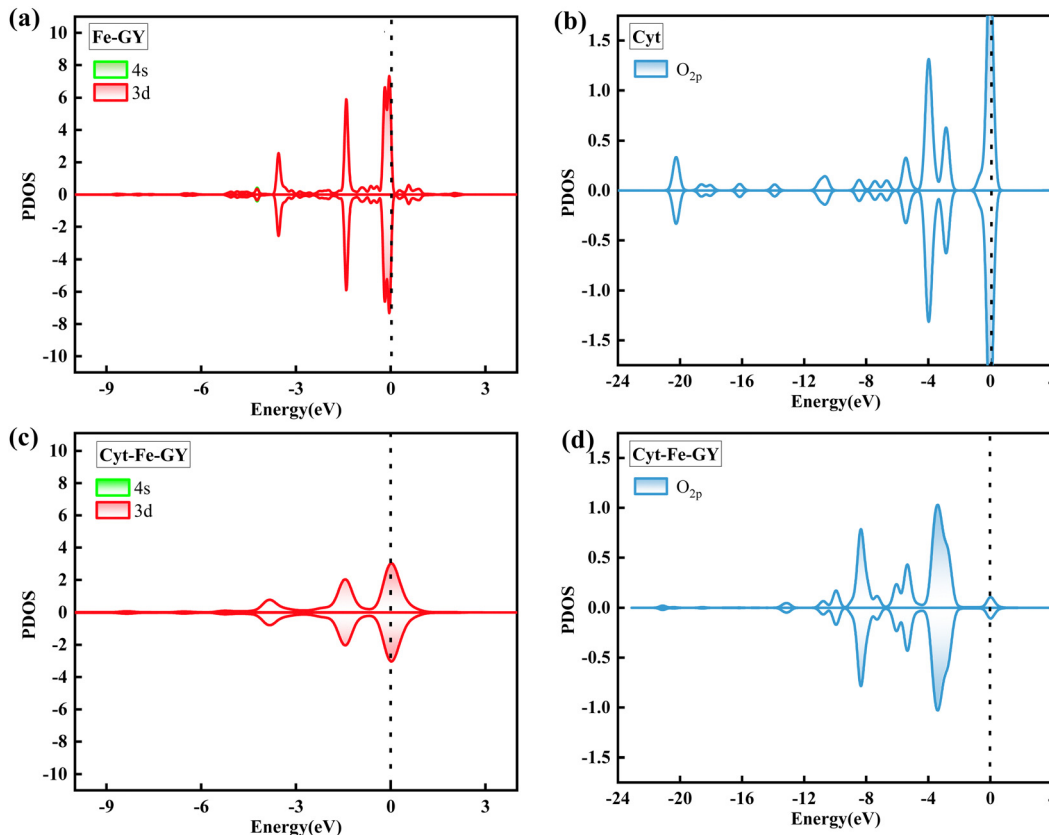 (a)
Fe-GY
4s
3d
PDOS
10
8
6
4
2
0
-2
-4
-6
-8
-10
-9 -6 -3 0 3
Energy(eV)
(b)
Cyt
O2p
PDOS
1.5
1.0
0.5
0.0
-0.5
-1.0
-1.5
-24 -20 -16 -12 -8 -4 0 4
Energy(eV)
(c)
Cyt-Fe-GY
4s
3d
PDOS
10
8
6
4
2
0
-2
-4
-6
-8
-10
-9 -6 -3 0 3
Energy(eV)
(d)
Cyt-Fe-GY
O2p
PDOS
1.5
1.0
0.5
0.0
-0.5
-1.0
-1.5
-24 -20 -16 -12 -8 -4 0 4
Energy(eV)